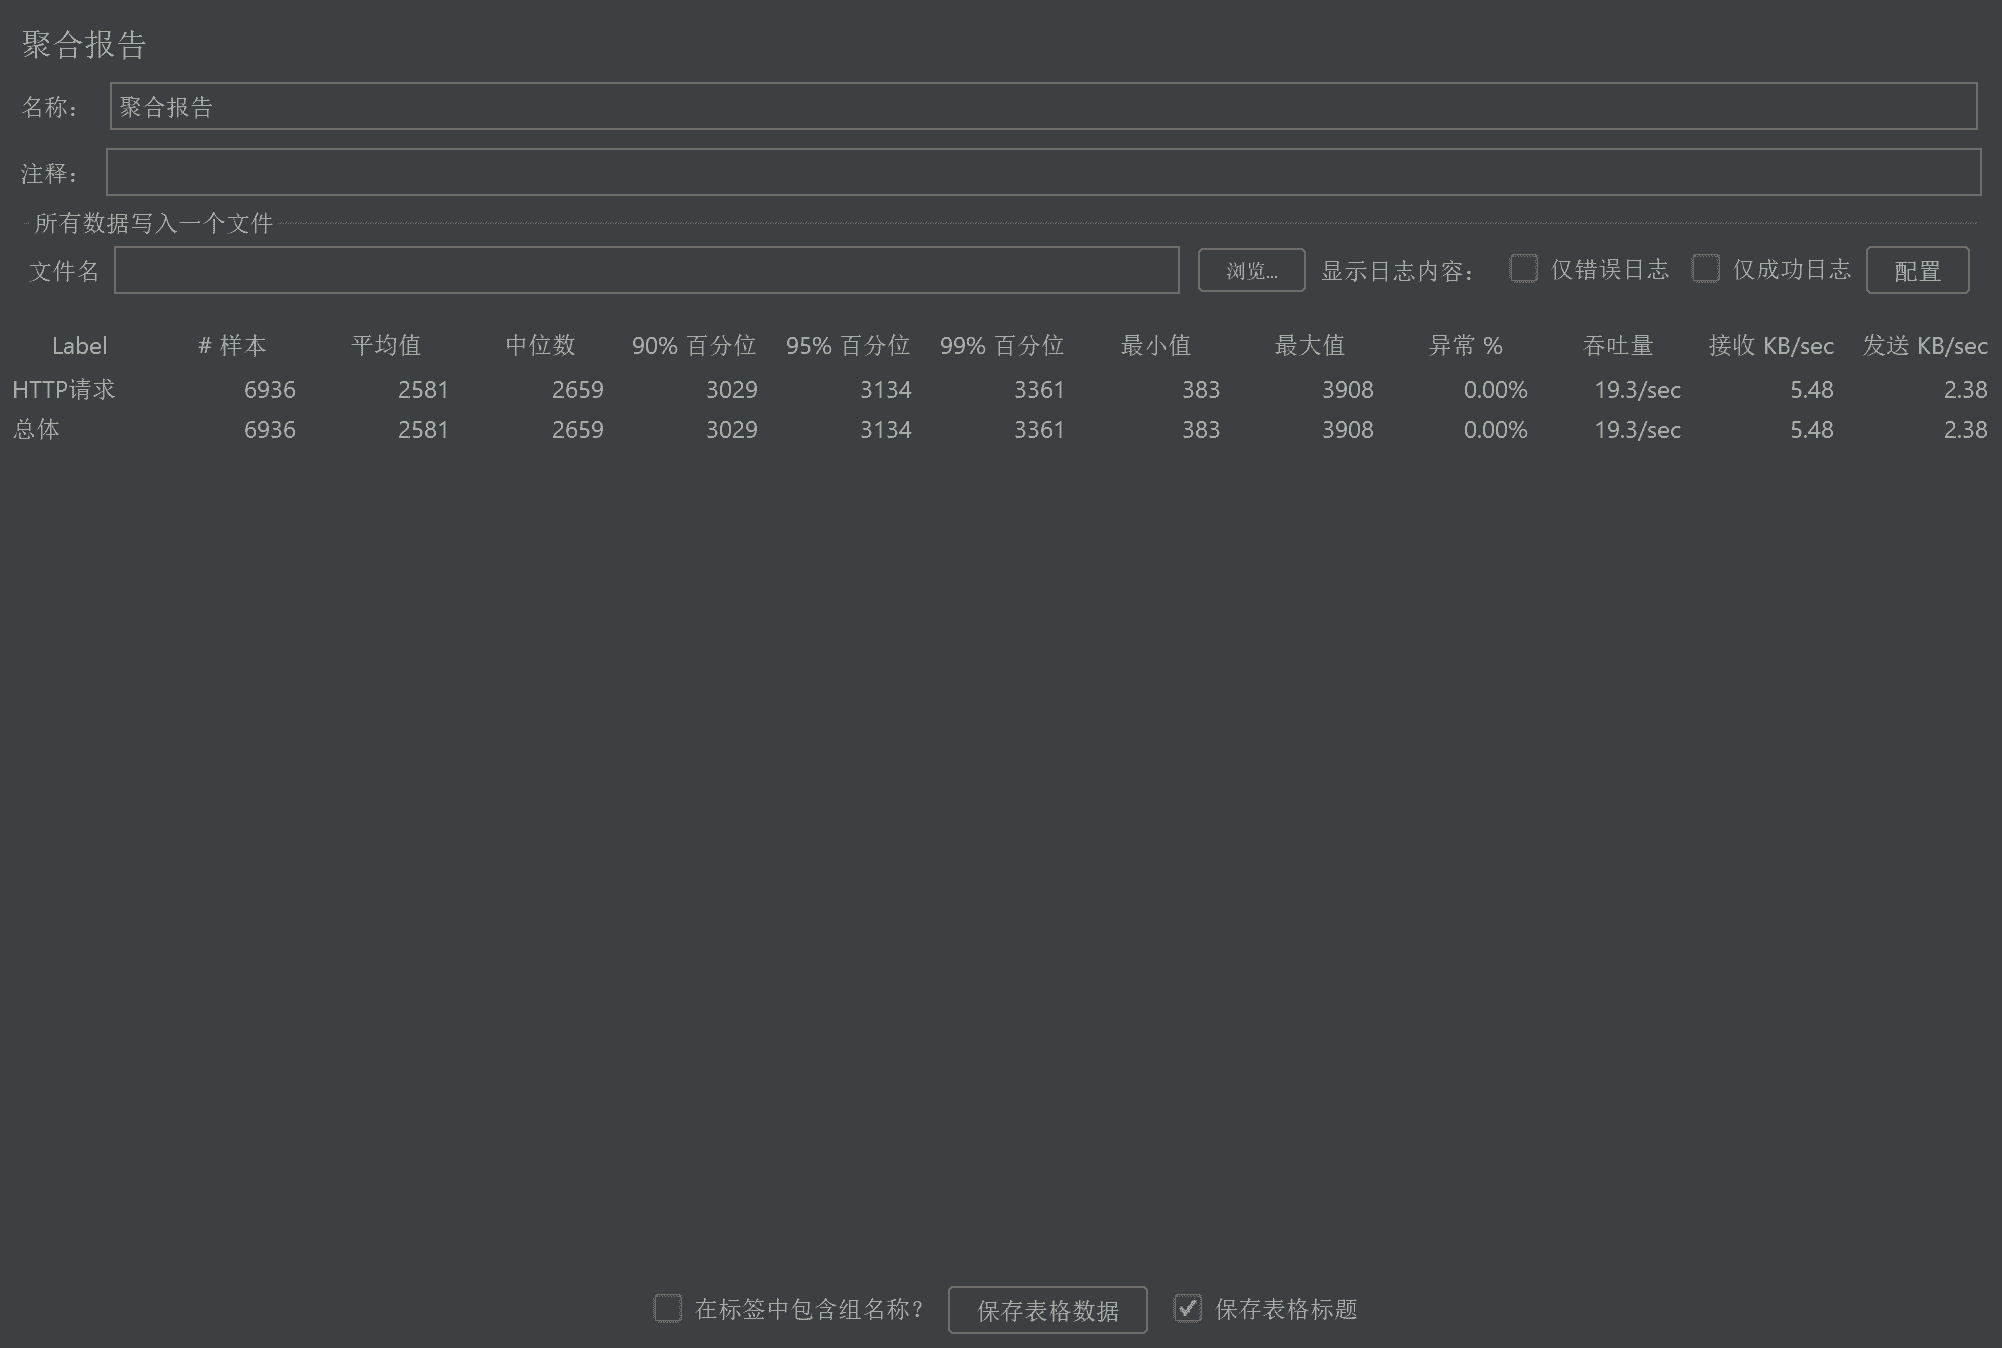 聚合报告
名称： 聚合报告
注释：
所有数据写入一个文件
文件名 浏览... 显示日志内容： 仅错误日志 仅成功日志 配置
Label # 样本 平均值 中位数 90% 百分位 95% 百分位 99% 百分位 最小值 最大值 异常 % 吞吐量 接收 KB/sec 发送 KB/sec
HTTP请求 6936 2581 2659 3029 3134 3361 383 3908 0.00% 19.3/sec 5.48 2.38
总体 6936 2581 2659 3029 3134 3361 383 3908 0.00% 19.3/sec 5.48 2.38
在标签中包含组名称？ 保存表格数据 保存表格标题